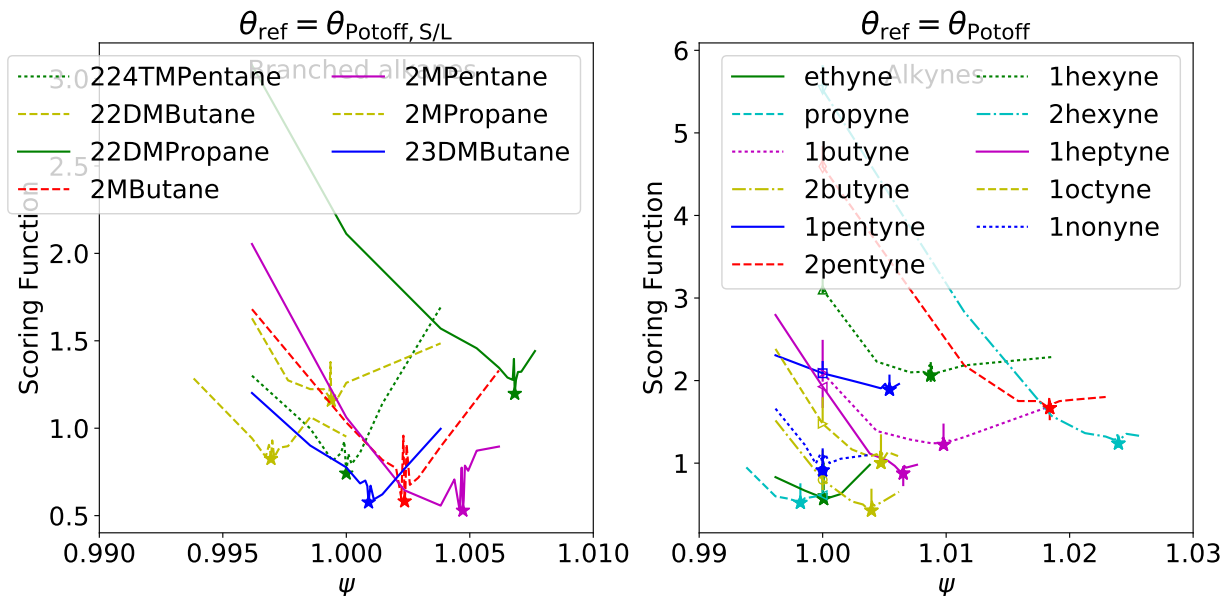 θref = θPotoff, S/L
Branched alkanes
224TMPentane
22DMButane
22DMPropane
2MButane
2MPentane
2MPropane
23DMButane
3.0
2.5
2.0
1.5
1.0
0.5
Scoring Function
0.990 0.995 1.000 1.005 1.010
ψ
θref = θPotoff
Alkynes
ethyne
propyne
1butyne
2butyne
1pentyne
2pentyne
1hexyne
2hexyne
1heptyne
1octyne
1nonyne
6
5
4
3
2
1
Scoring Function
0.99 1.00 1.01 1.02 1.03
ψ